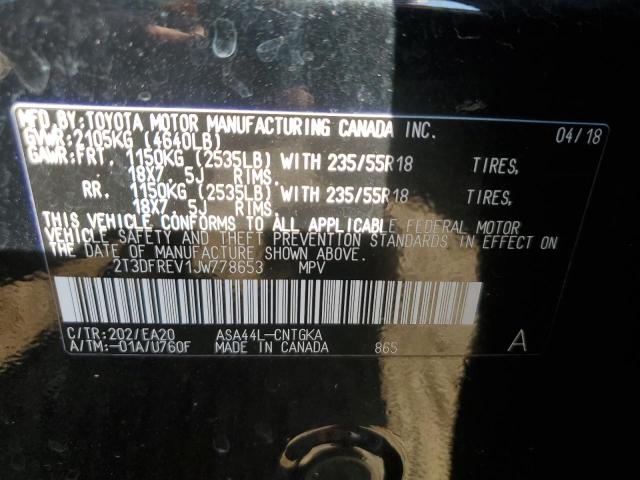 MFD.BY:TOYOTA MOTOR MANUFACTURING CANADA INC. 04/18
GVWR:2105KG (4640LB)
GAWR:FRT. 1150KG (2535LB) WITH 235/55R18 TIRES,
18X7.5J RIMS.
RR. 1150KG (2535LB) WITH 235/55R18 TIRES,
18X7.5J RIMS.
THIS VEHICLE CONFORMS TO ALL APPLICABLE FEDERAL MOTOR
VEHICLE SAFETY AND THEFT PREVENTION STANDARDS IN EFFECT ON
THE DATE OF MANUFACTURE SHOWN ABOVE.
2T3DFREV1JW778653 MPV
C/TR:202/EA20 ASA44L-CNTGKA
A/TM:-01A/U760F MADE IN CANADA 865 A